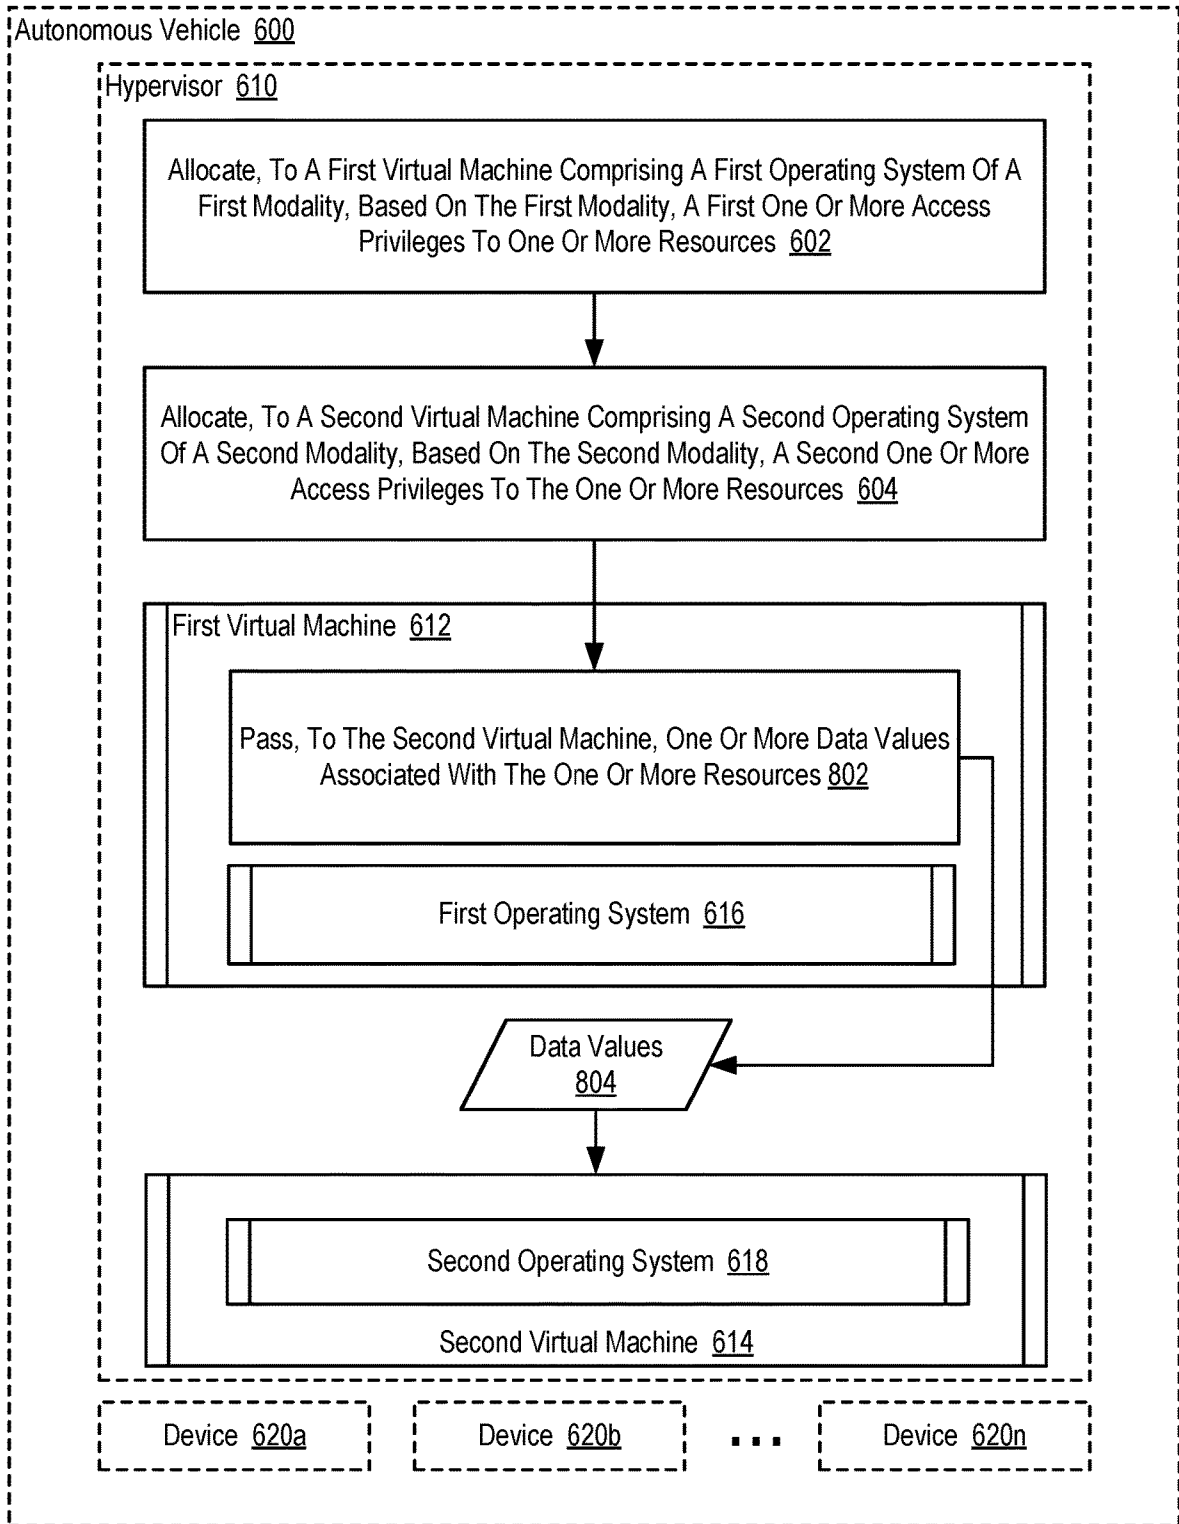 Autonomous Vehicle 600
Hypervisor 610
Allocate, To A First Virtual Machine Comprising A First Operating System Of A
First Modality, Based On The First Modality, A First One Or More Access
Privileges To One Or More Resources 602
Allocate, To A Second Virtual Machine Comprising A Second Operating System
Of A Second Modality, Based On The Second Modality, A Second One Or More
Access Privileges To The One Or More Resources 604
First Virtual Machine 612
Pass, To The Second Virtual Machine, One Or More Data Values
Associated With The One Or More Resources 802
First Operating System 616
Data Values
804
Second Operating System 618
Second Virtual Machine 614
Device 620a Device 620b ... Device 620n